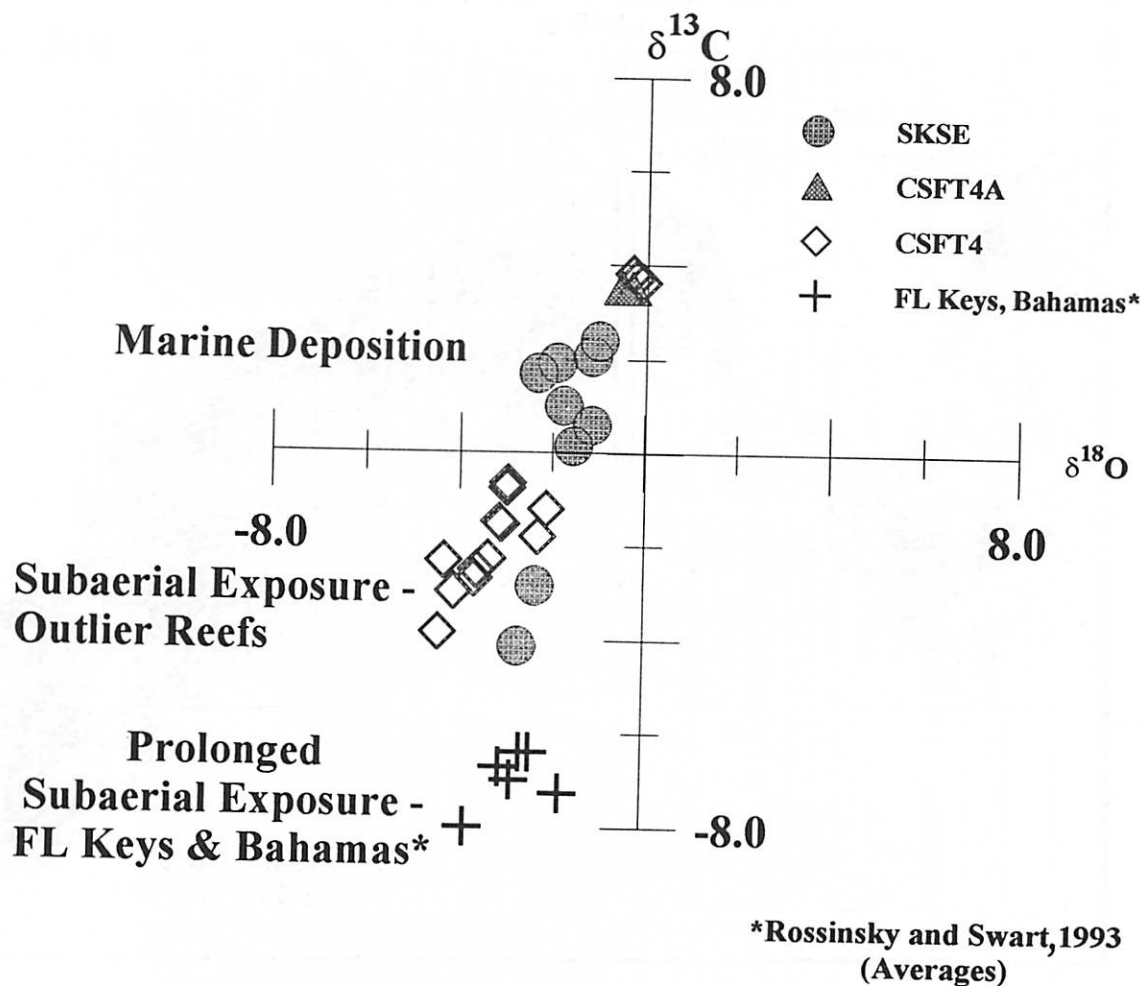 δ¹³C
8.0
SKSE
CSFT4A
CSFT4
FL Keys, Bahamas*
Marine Deposition
δ¹⁸O
-8.0
8.0
Subaerial Exposure -
Outlier Reefs
Prolonged
Subaerial Exposure -
FL Keys & Bahamas*
-8.0
*Rossinsky and Swart,1993
(Averages)